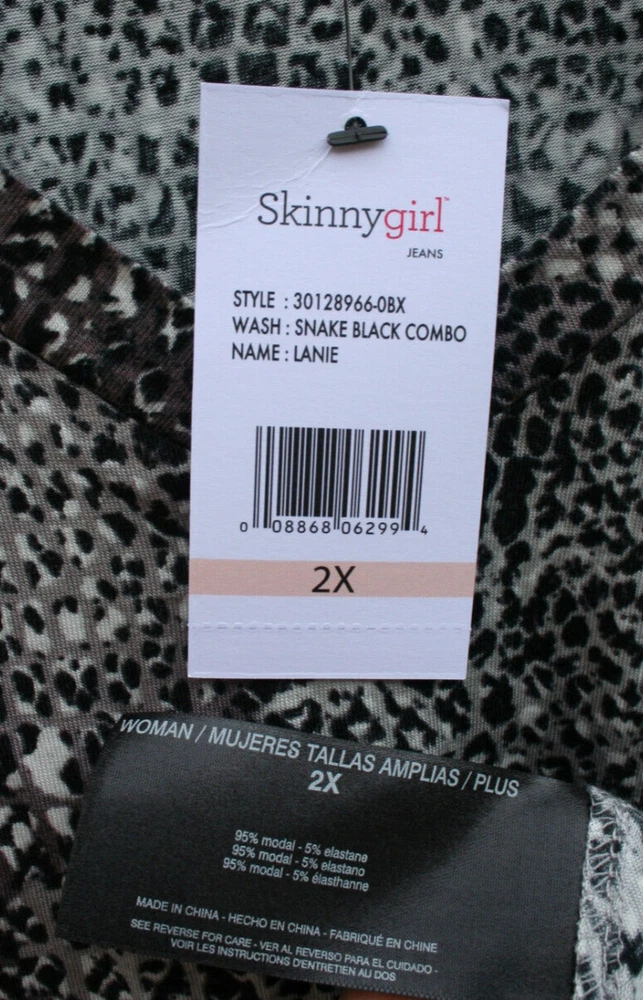 Skinnygirl™
JEANS
STYLE : 30128966-0BX
WASH : SNAKE BLACK COMBO
NAME : LANIE
0 08868 06299 4
2X
WOMAN / MUJERES TALLAS AMPLIAS / PLUS
2X
95% modal - 5% elastane
95% modal - 5% elastano
95% modal - 5% élasthanne
MADE IN CHINA - HECHO EN CHINA - FABRIQUÉ EN CHINE
SEE REVERSE FOR CARE - VER AL REVERSO PARA EL CUIDADO -
VOIR LES INSTRUCTIONS D'ENTRETIEN AU DOS